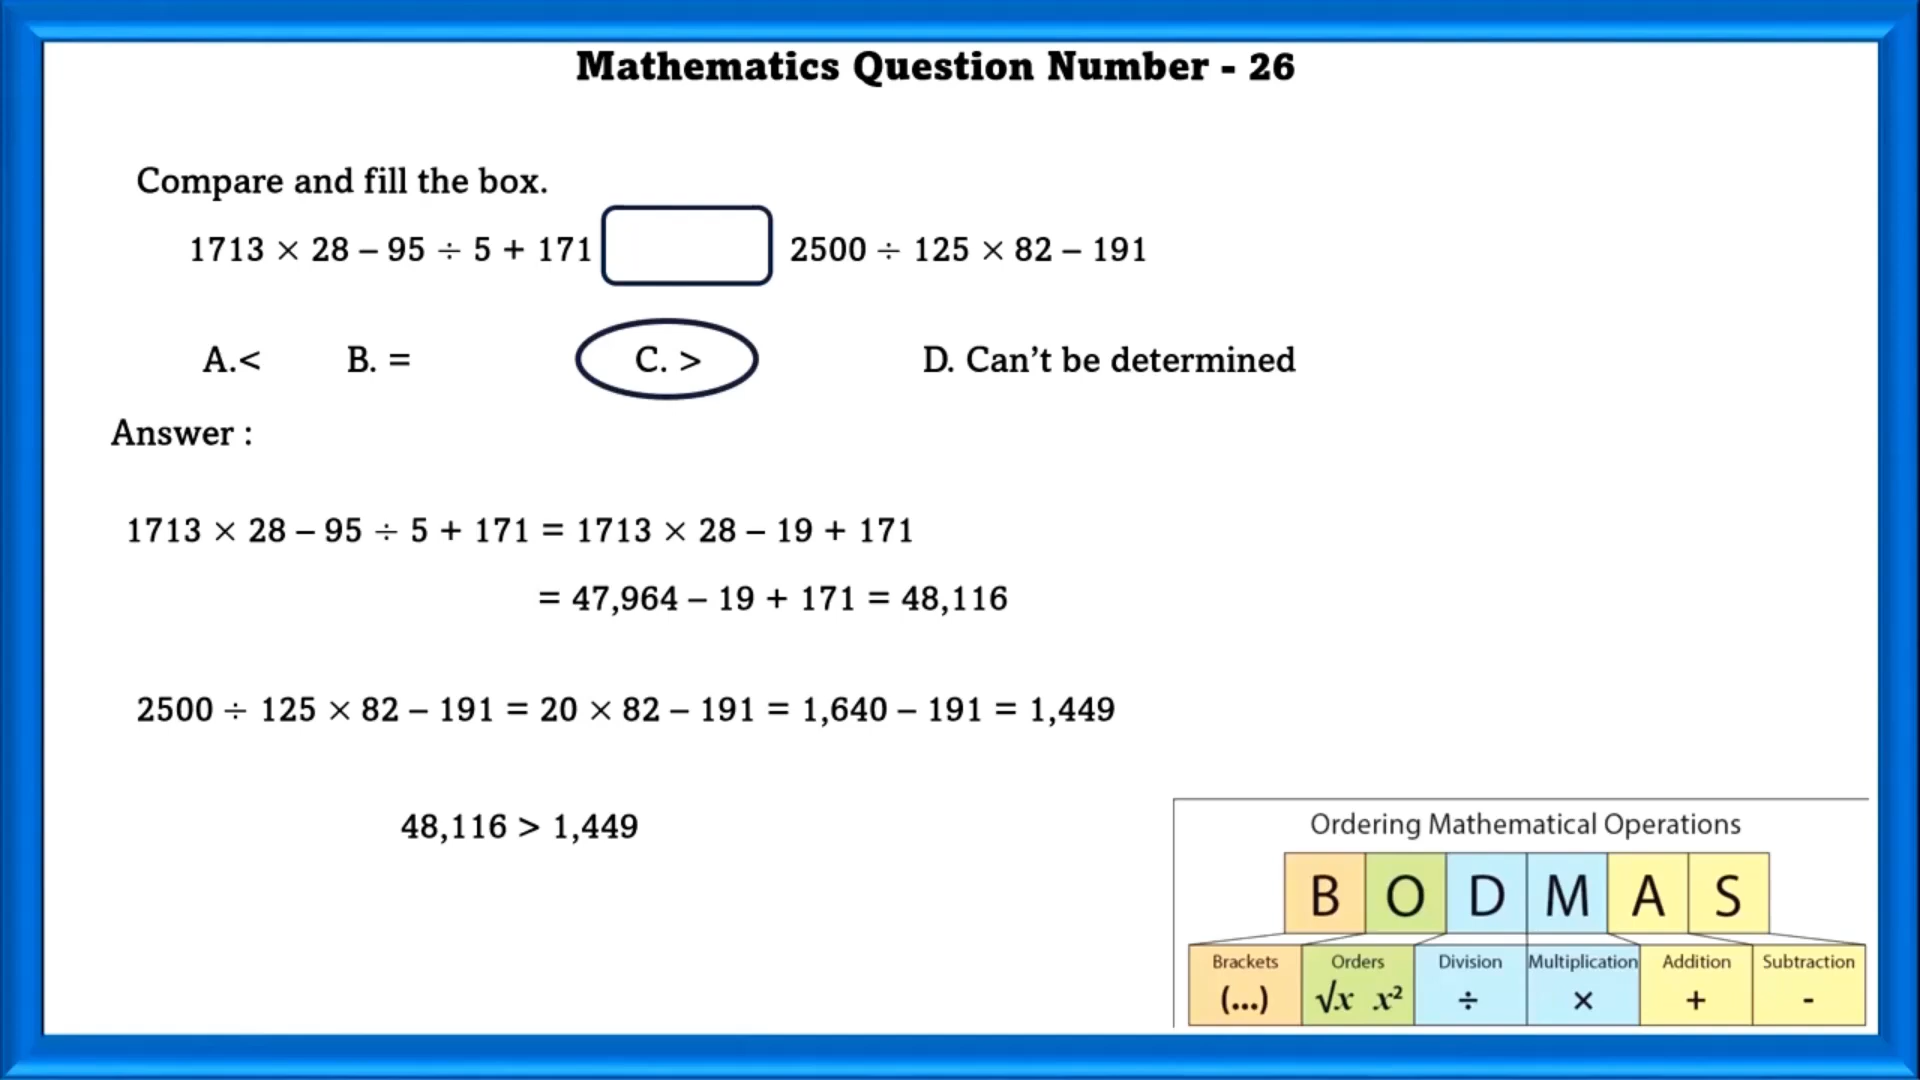 Mathematics Question Number - 26
Compare and fill the box.
1713 × 28 – 95 ÷ 5 + 171 2500 ÷ 125 × 82 – 191
A.< B. = C. > D. Can’t be determined
Answer :
1713 × 28 – 95 ÷ 5 + 171 = 1713 × 28 – 19 + 171
= 47,964 – 19 + 171 = 48,116
2500 ÷ 125 × 82 – 191 = 20 × 82 – 191 = 1,640 – 191 = 1,449
48,116 > 1,449
Ordering Mathematical Operations
B O D M A S
Brackets Orders Division Multiplication Addition Subtraction
(...) √x x² ÷ × + -